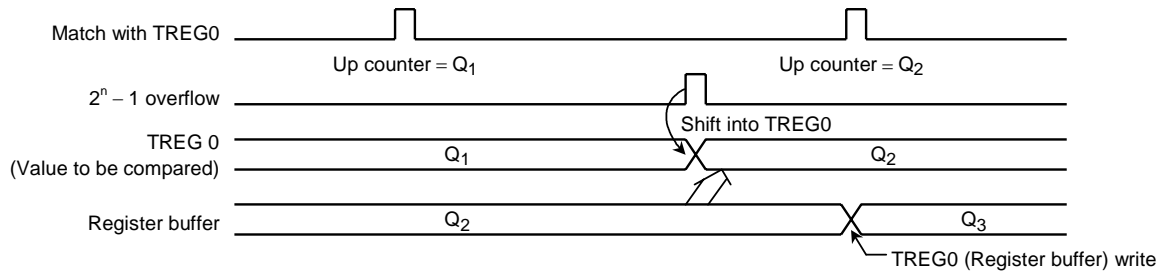 Match with TREG0
Up counter = Q₁
Up counter = Q₂
2ⁿ − 1 overflow
Shift into TREG0
TREG 0
(Value to be compared)
Q₁
Q₂
Register buffer
Q₂
Q₃
TREG0 (Register buffer) write